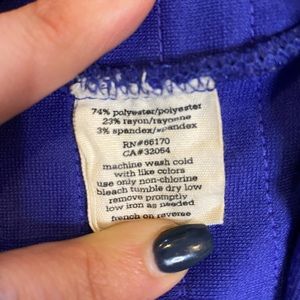 74% polyester/polyester
23% rayon/rayonne
3% spandex/spandex
RN#66170
CA#32054
machine wash cold
with like colors
use only non-chlorine
bleach tumble dry low
remove promptly
low iron as needed
french on reverse